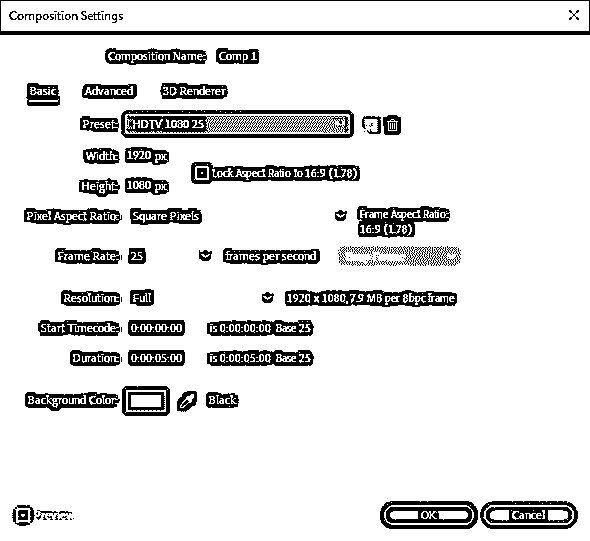 Composition Settings
Composition Name: Comp 1
Basic Advanced 3D Renderer
Preset: HDTV 1080 25
Width: 1920 px
Lock Aspect Ratio to 16:9 (1.78)
Height: 1080 px
Pixel Aspect Ratio: Square Pixels
Frame Aspect Ratio:
16:9 (1.78)
Frame Rate: 25 frames per second
Resolution: Full 1920 x 1080, 7.9 MB per 8bpc frame
Start Timecode: 0:00:00:00 is 0:00:00:00 Base 25
Duration: 0:00:05:00 is 0:00:05:00 Base 25
Background Color: Black
Preview
OK Cancel